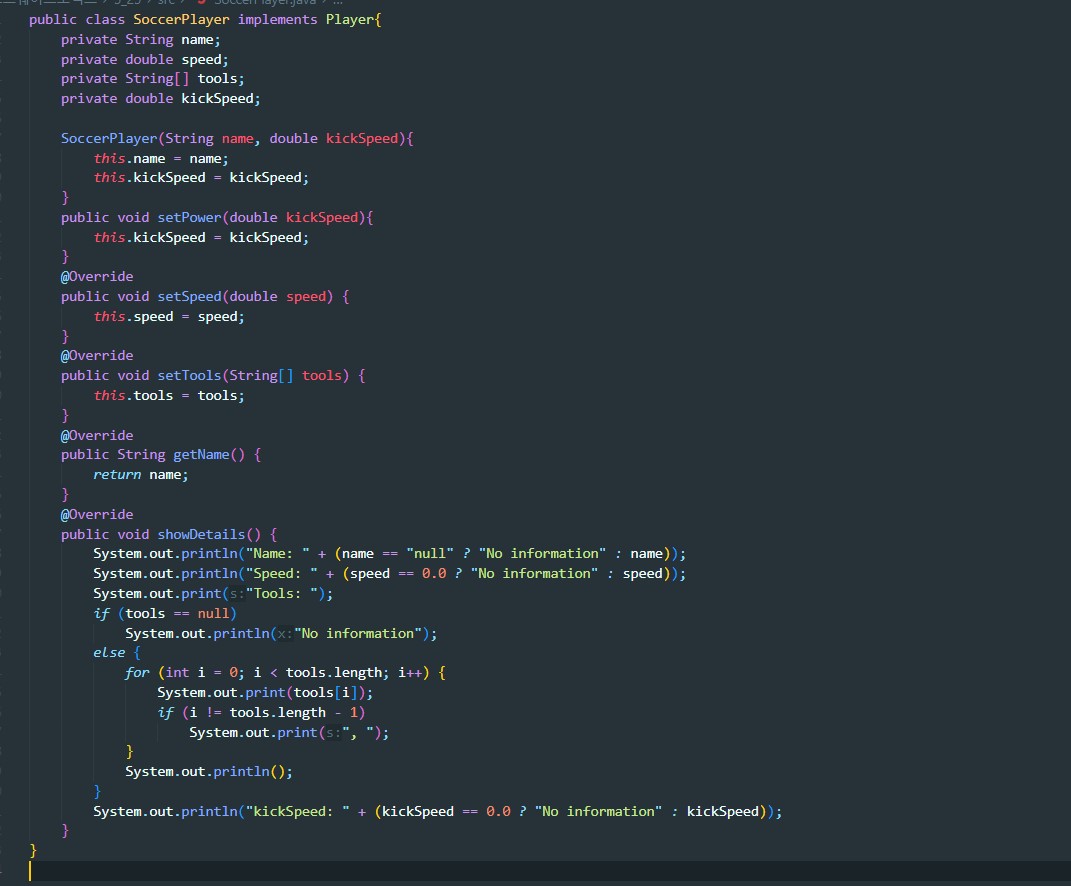 5_23 > src > SoccerPlayer.java > ...
public class SoccerPlayer implements Player{
    private String name;
    private double speed;
    private String[] tools;
    private double kickSpeed;

    SoccerPlayer(String name, double kickSpeed){
        this.name = name;
        this.kickSpeed = kickSpeed;
    }
    public void setPower(double kickSpeed){
        this.kickSpeed = kickSpeed;
    }
    @Override
    public void setSpeed(double speed) {
        this.speed = speed;
    }
    @Override
    public void setTools(String[] tools) {
        this.tools = tools;
    }
    @Override
    public String getName() {
        return name;
    }
    @Override
    public void showDetails() {
        System.out.println("Name: " + (name == "null" ? "No information" : name));
        System.out.println("Speed: " + (speed == 0.0 ? "No information" : speed));
        System.out.print(s:"Tools: ");
        if (tools == null)
            System.out.println(x:"No information");
        else {
            for (int i = 0; i < tools.length; i++) {
                System.out.print(tools[i]);
                if (i != tools.length - 1)
                    System.out.print(s:", ");
            }
            System.out.println();
        }
        System.out.println("kickSpeed: " + (kickSpeed == 0.0 ? "No information" : kickSpeed));
    }
}